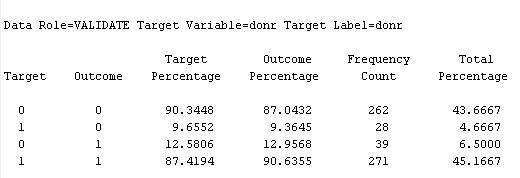 Data Role=VALIDATE Target Variable=donr Target Label=donr
Target Outcome Frequency Total
Target Outcome Percentage Percentage Count Percentage
0 0 90.3448 87.0432 262 43.6667
1 0 9.6552 9.3645 28 4.6667
0 1 12.5806 12.9568 39 6.5000
1 1 87.4194 90.6355 271 45.1667